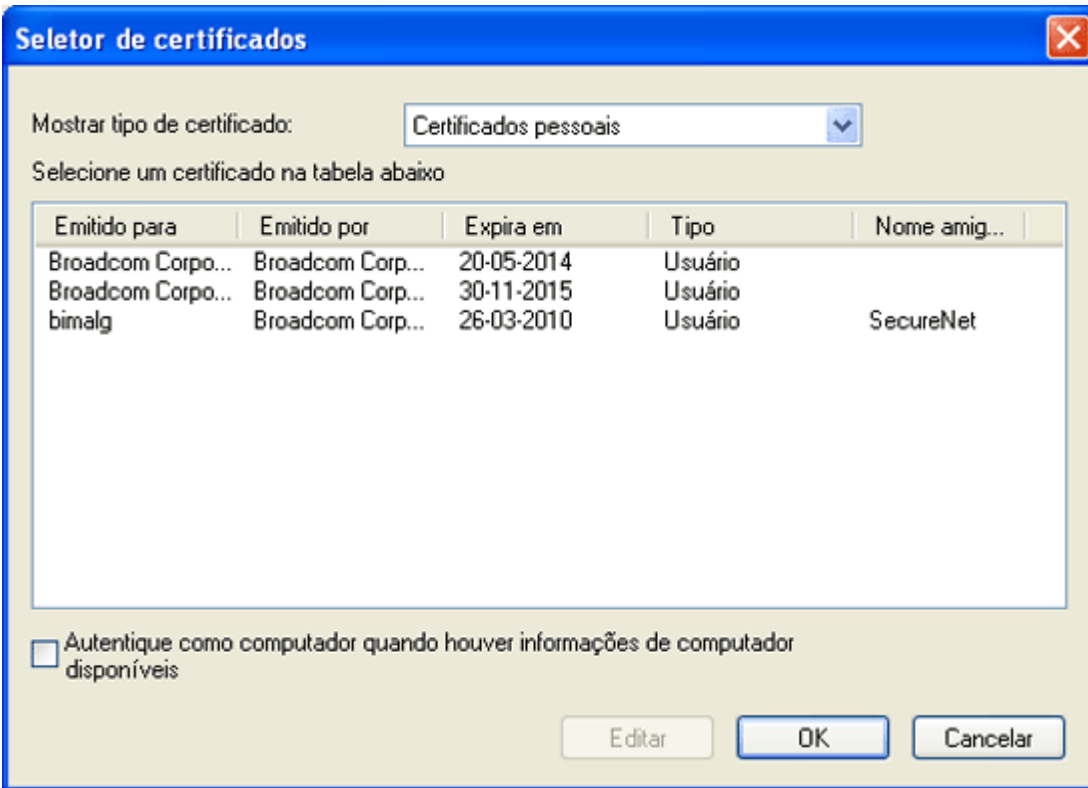 Seletor de certificados
Mostrar tipo de certificado: Certificados pessoais
Selecione um certificado na tabela abaixo
Emitido para Emitido por Expira em Tipo Nome amig...
Broadcom Corpo... Broadcom Corp... 20-05-2014 Usuário
Broadcom Corpo... Broadcom Corp... 30-11-2015 Usuário
bimalg Broadcom Corp... 26-03-2010 Usuário SecureNet
Autentique como computador quando houver informações de computador
disponíveis
Editar OK Cancelar